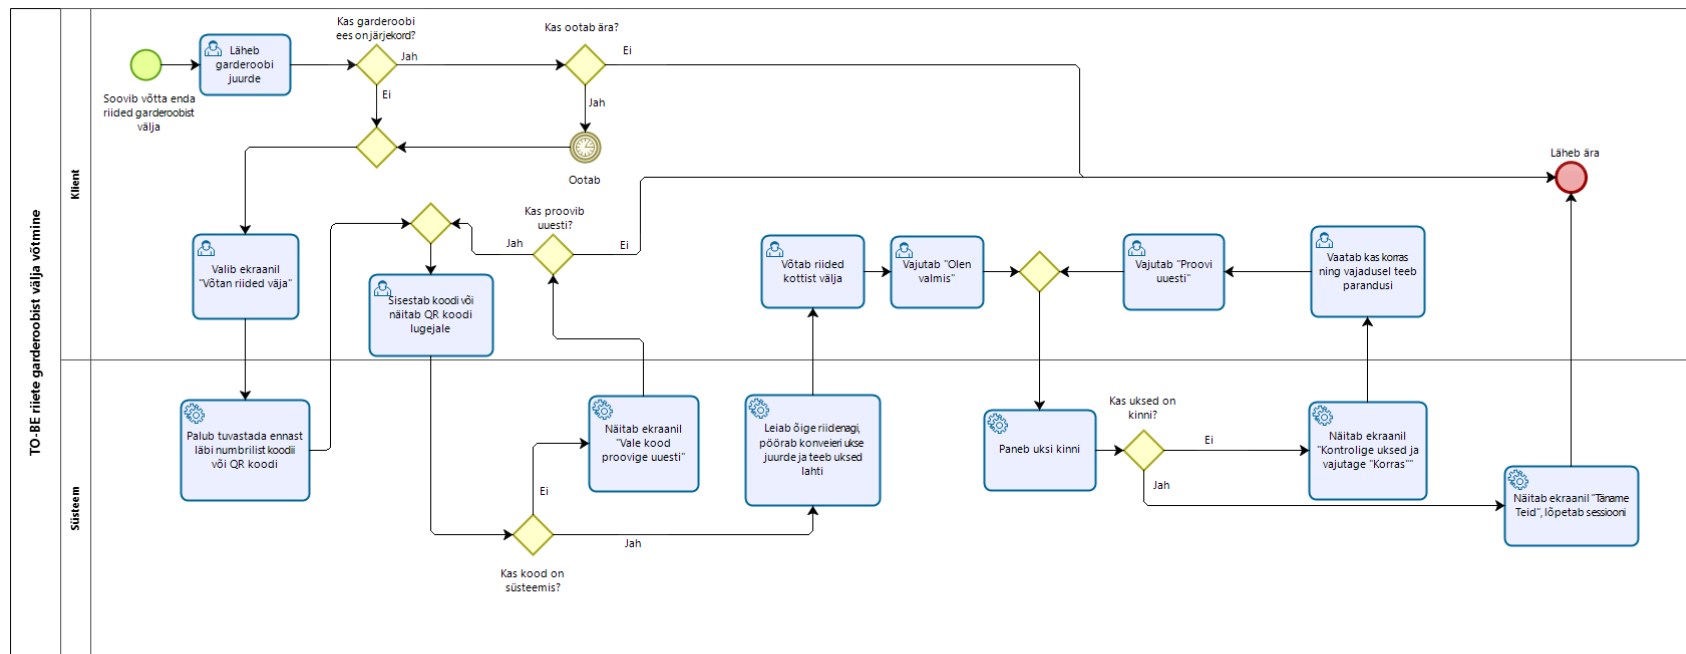 TO-BE riiete garderoobist välja võtmine
Klient
Süsteem
Soovib võtta enda
riided garderoobist
välja
Läheb
garderoobi
juurde
Kas garderoobi
ees on järjekord?
Jah
Ei
Kas ootab ära?
Ei
Jah
Ootab
Läheb ära
Valib ekraanil
"Võtan riided väja"
Sisestab koodi või
näitab QR koodi
lugejale
Kas proovib
uuesti?
Jah
Ei
Võtab riided
kottist välja
Vajutab "Olen
valmis"
Vajutab "Proovi
uuesti"
Vaatab kas korras
ning vajadusel teeb
parandusi
Palub tuvastada ennast
läbi numbrilist koodii
või QR koodi
Kas kood on
süsteemis?
Ei
Jah
Näitab ekraanil
"Vale kood
proovige uuesti"
Leiab õige riidenagi,
pöörab konveieri ukse
juurde ja teeb uksed
lahti
Paneb uksi kinni
Kas uksed on
kinni?
Ei
Jah
Näitab ekraanil
"Kontrolige uksed ja
vajutage "Korras""
Näitab ekraanil "Täname
Teid", lõpetab sessiooni